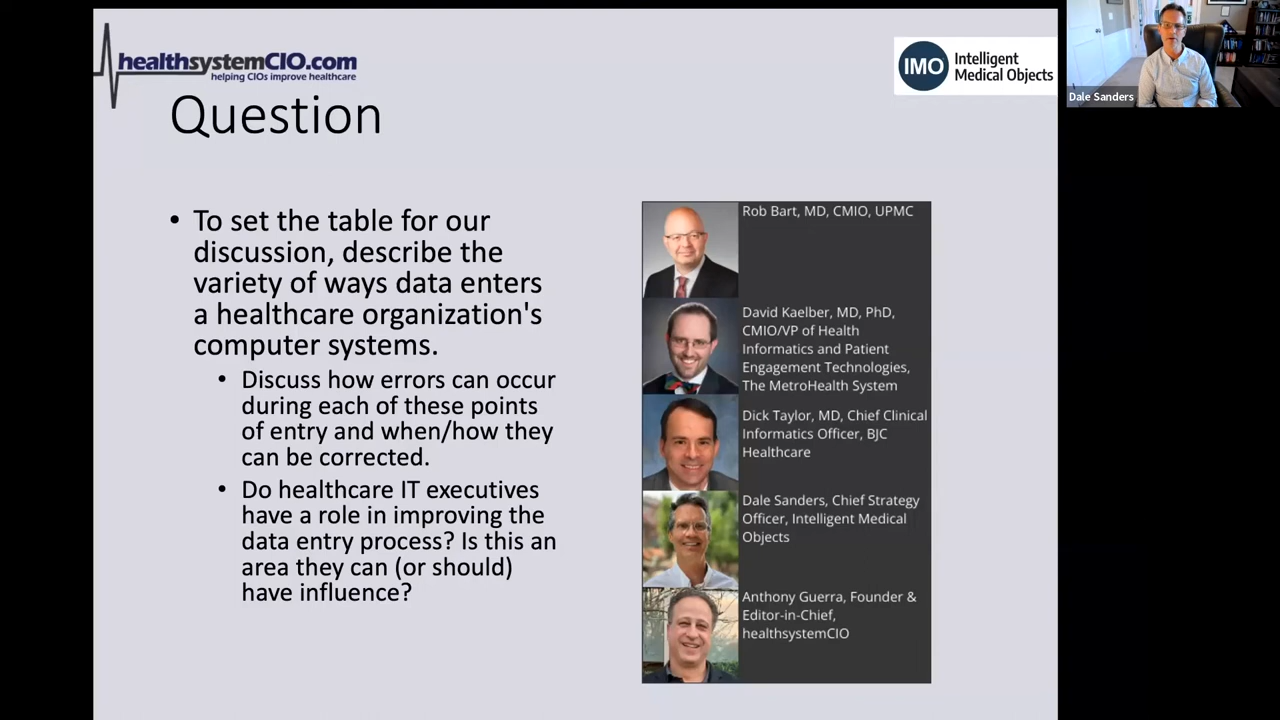 healthsystemCIO.com
helping CIOs improve healthcare
IMO
Intelligent
Medical Objects
Dale Sanders
Question
• To set the table for our
discussion, describe the
variety of ways data enters
a healthcare organization's
computer systems.
• Discuss how errors can occur
during each of these points
of entry and when/how they
can be corrected.
• Do healthcare IT executives
have a role in improving the
data entry process? Is this an
area they can (or should)
have influence?
Rob Bart, MD, CMIO, UPMC
David Kaelber, MD, PhD,
CMIO/VP of Health
Informatics and Patient
Engagement Technologies,
The MetroHealth System
Dick Taylor, MD, Chief Clinical
Informatics Officer, BJC
Healthcare
Dale Sanders, Chief Strategy
Officer, Intelligent Medical
Objects
Anthony Guerra, Founder &
Editor-in-Chief,
healthsystemCIO